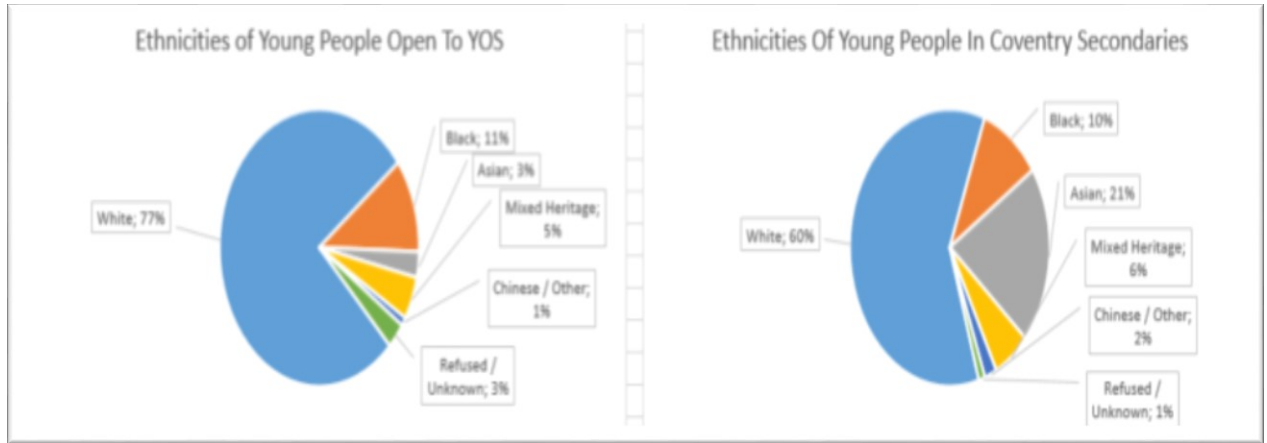 Ethnicities of Young People Open To YOS
Black; 11%
Asian; 3%
Mixed Heritage;
5%
White; 77%
Chinese / Other;
1%
Refused /
Unknown; 3%
Ethnicities Of Young People In Coventry Secondaries
Black; 10%
Asian; 21%
White; 60%
Mixed Heritage;
6%
Chinese / Other;
2%
Refused /
Unknown; 1%